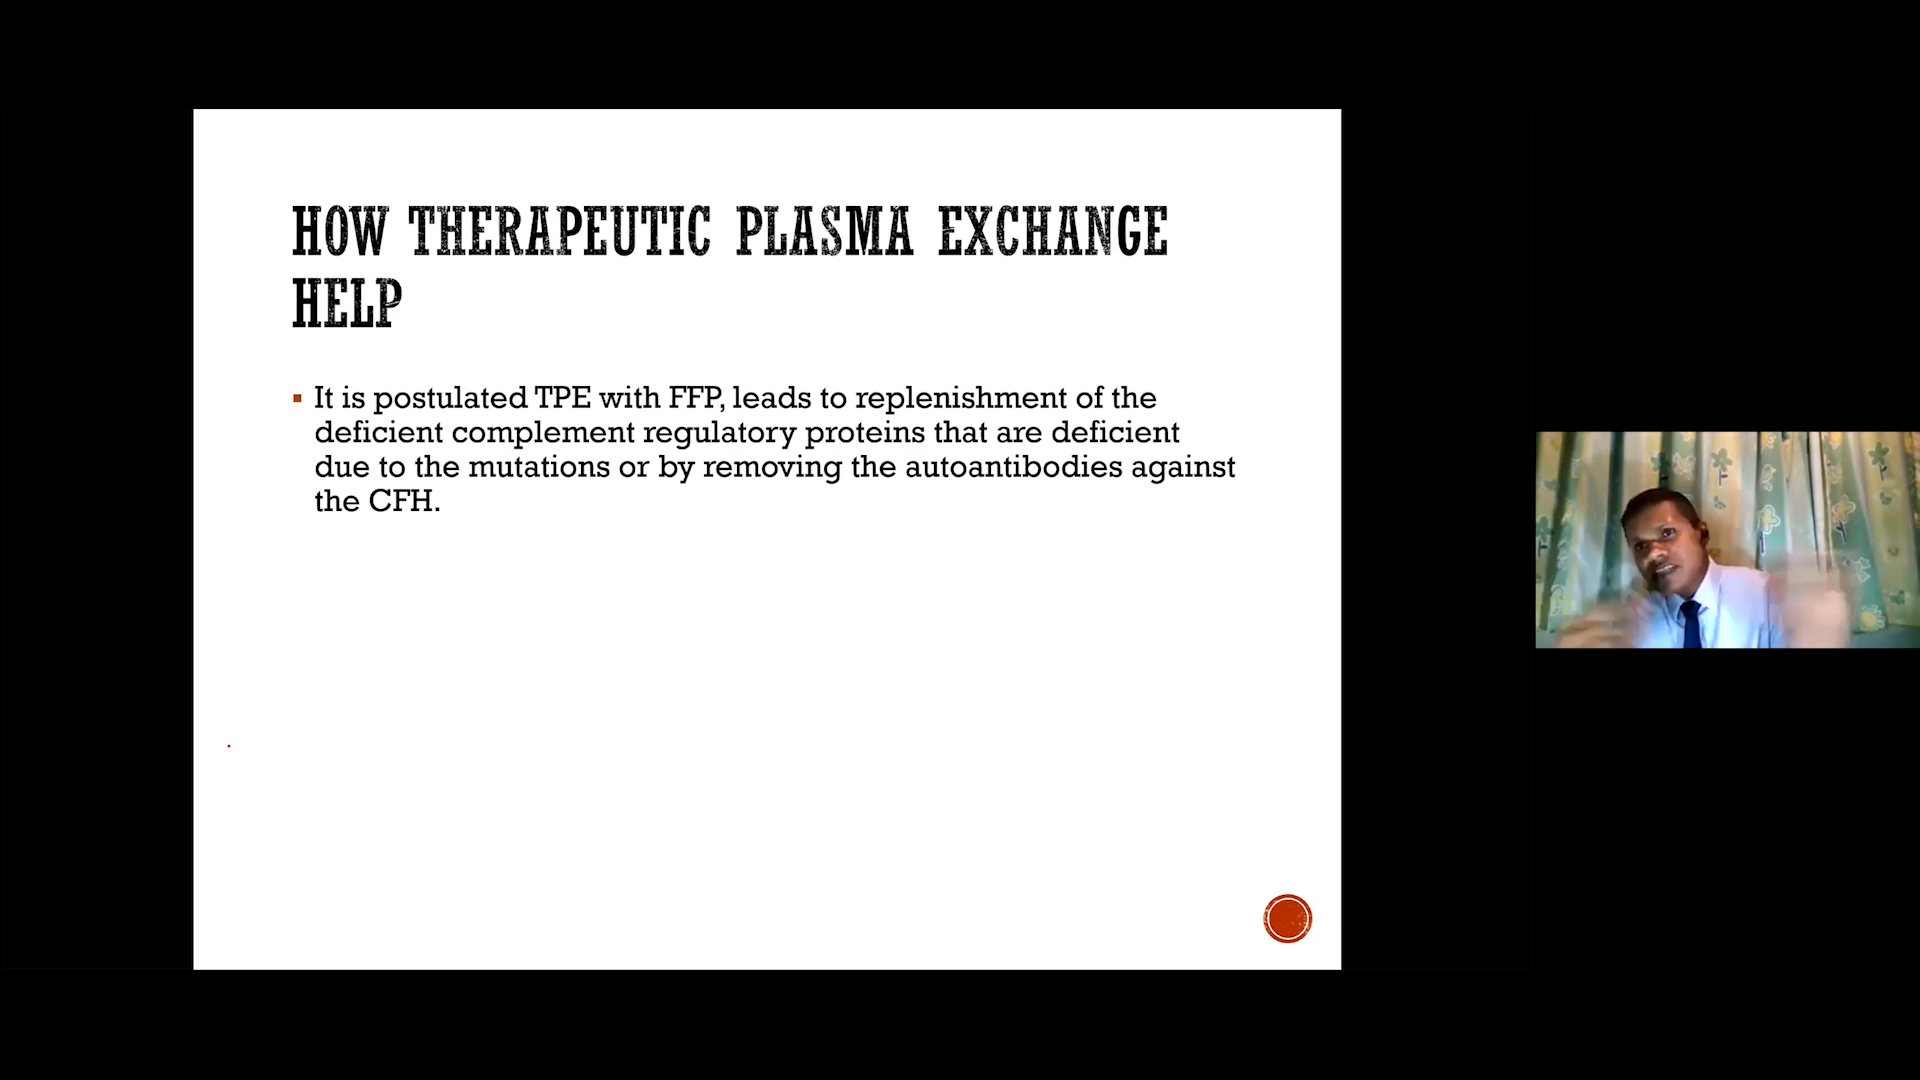 HOW THERAPEUTIC PLASMA EXCHANGE
HELP
It is postulated TPE with FFP, leads to replenishment of the
deficient complement regulatory proteins that are deficient
due to the mutations or by removing the autoantibodies against
the CFH.